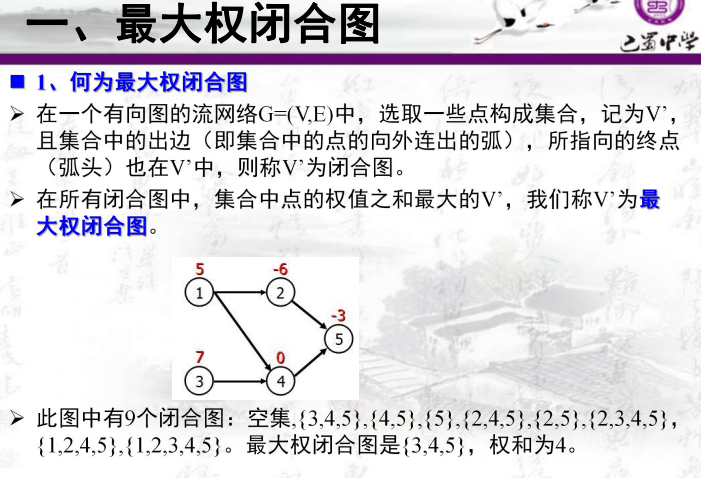 一、最大权闭合图
巴蜀中学
1、何为最大权闭合图
在一个有向图的流网络G=(V,E)中，选取一些点构成集合，记为V’，
且集合中的出边（即集合中的点的向外连出的弧），所指向的终点
（弧头）也在V’中，则称V’为闭合图。
在所有闭合图中，集合中点的权值之和最大的V’，我们称V’为最
大权闭合图。
5 -6
1 2
-3
5
7 0
3 4
此图中有9个闭合图：空集,{3,4,5},{4,5},{5},{2,4,5},{2,5},{2,3,4,5},
{1,2,4,5},{1,2,3,4,5}。最大权闭合图是{3,4,5}，权和为4。